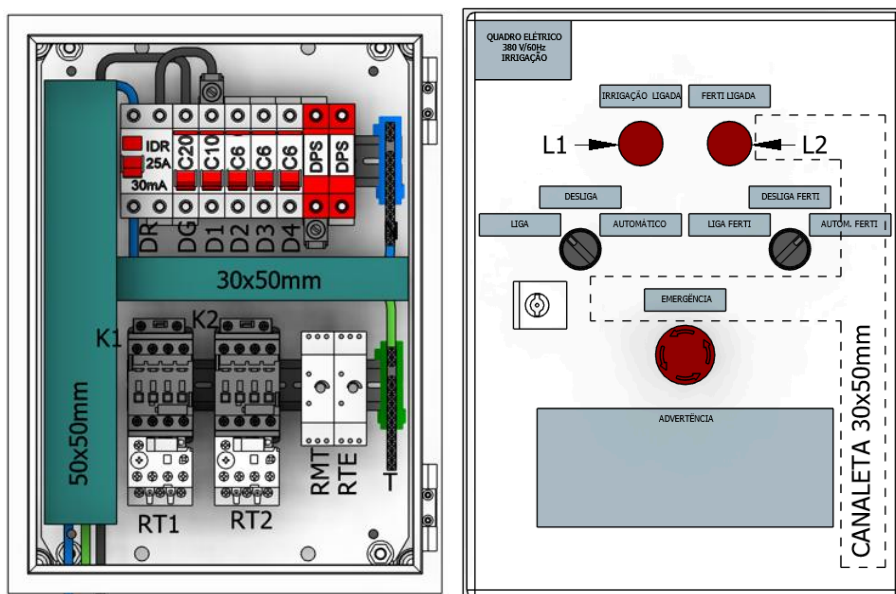 IDR
25A
30mA
C20
C10
C6
C6
C6
DPS
DPS
DR
DG
D1
D2
D3
D4
30x50mm
50x50mm
K1
K2
RT1
RT2
RMT
RTE
T
QUADRO ELÉTRICO
380 V/60Hz
IRRIGAÇÃO
IRRIGAÇÃO LIGADA
FERTI LIGADA
L1
L2
DESLIGA
DESLIGA FERTI
LIGA
AUTOMÁTICO
LIGA FERTI
AUTOM. FERTI
EMERGÊNCIA
ADVERTÊNCIA
CANALETA 30x50mm